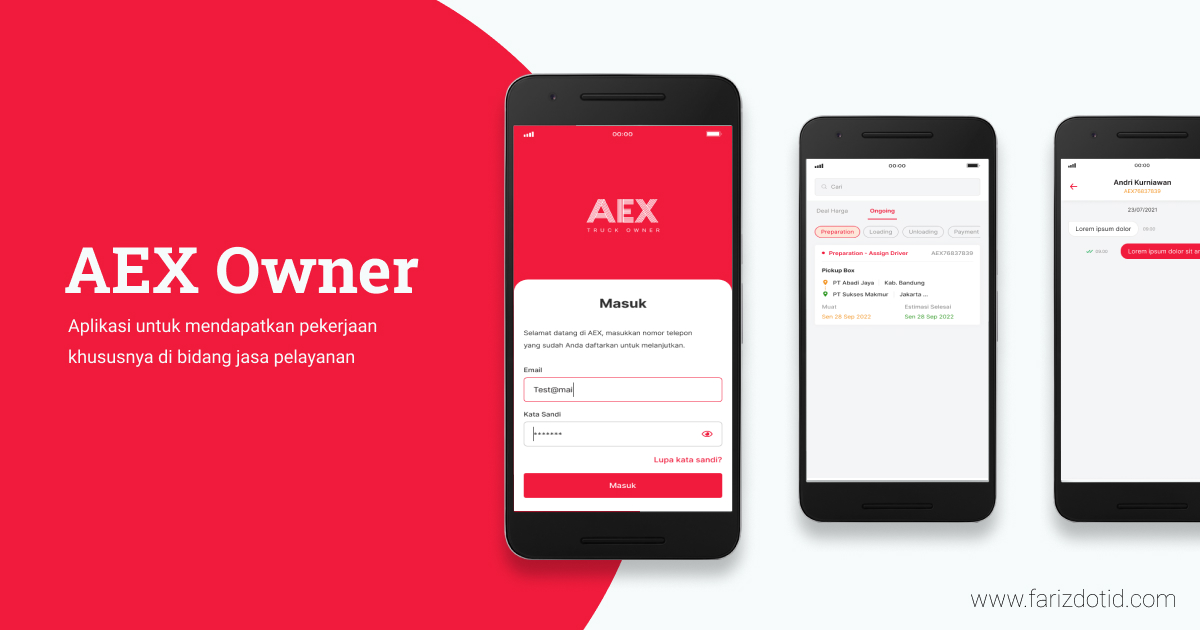 AEX Owner
Aplikasi untuk mendapatkan pekerjaan
khususnya di bidang jasa pelayanan
00:00
AEX
TRUCK OWNER
Masuk
Selamat datang di AEX, masukkan nomor telepon
yang sudah Anda daftarkan untuk melanjutkan.
Email
Test@mai
Kata Sandi
*******
Lupa kata sandi?
Masuk
00:00
Cari
Deal Harga Ongoing
Preparation Loading Unloading Payment
Preparation - Assign Driver AEX76837839
Pickup Box
PT Abadi Jaya Kab. Bandung
PT Sukses Makmur Jakarta ...
Muat Estimasi Selesai
Sen 28 Sep 2022 Sen 28 Sep 2022
00:00
Andri Kurniawan
AEX76837839
23/07/2021
Lorem ipsum dolor 09:00
09:00 Lorem ipsum dolor sit
www.farizdotid.com